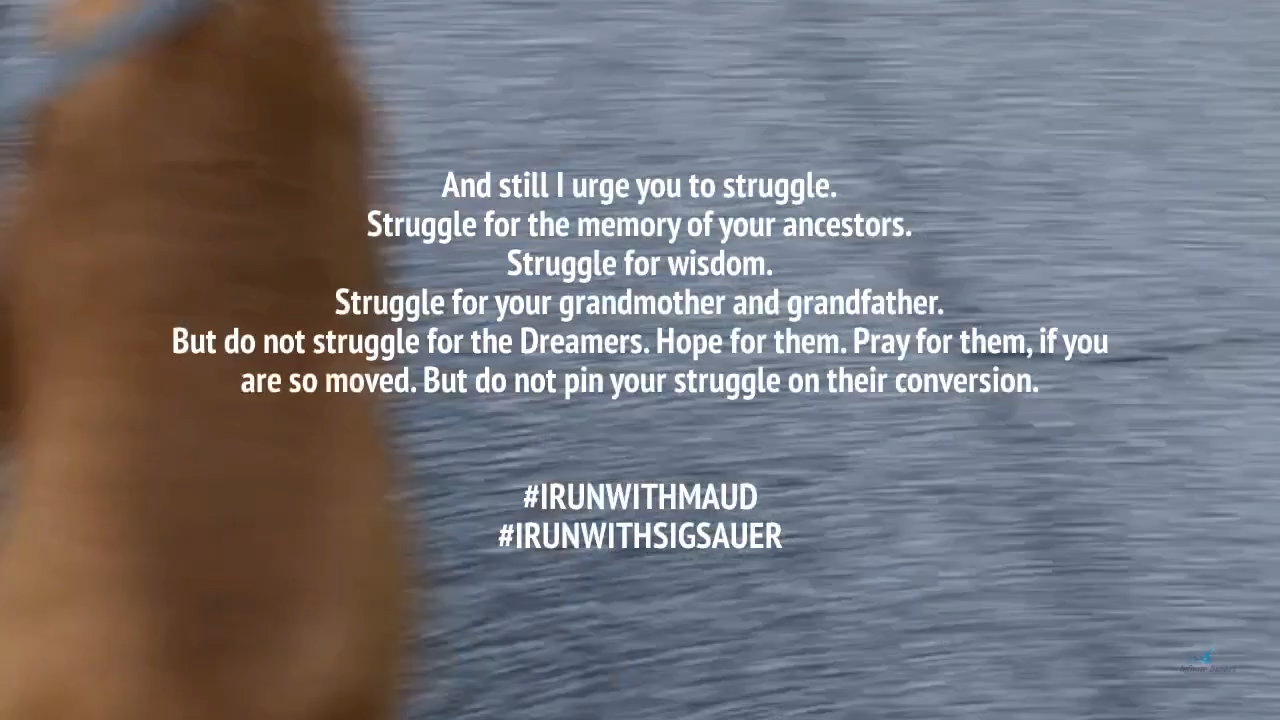 And still I urge you to struggle.
Struggle for the memory of your ancestors.
Struggle for wisdom.
Struggle for your grandmother and grandfather.
But do not struggle for the Dreamers. Hope for them. Pray for them, if you
are so moved. But do not pin your struggle on their conversion.
#IRUNWITHMAUD
#IRUNWITHSIGSAUER